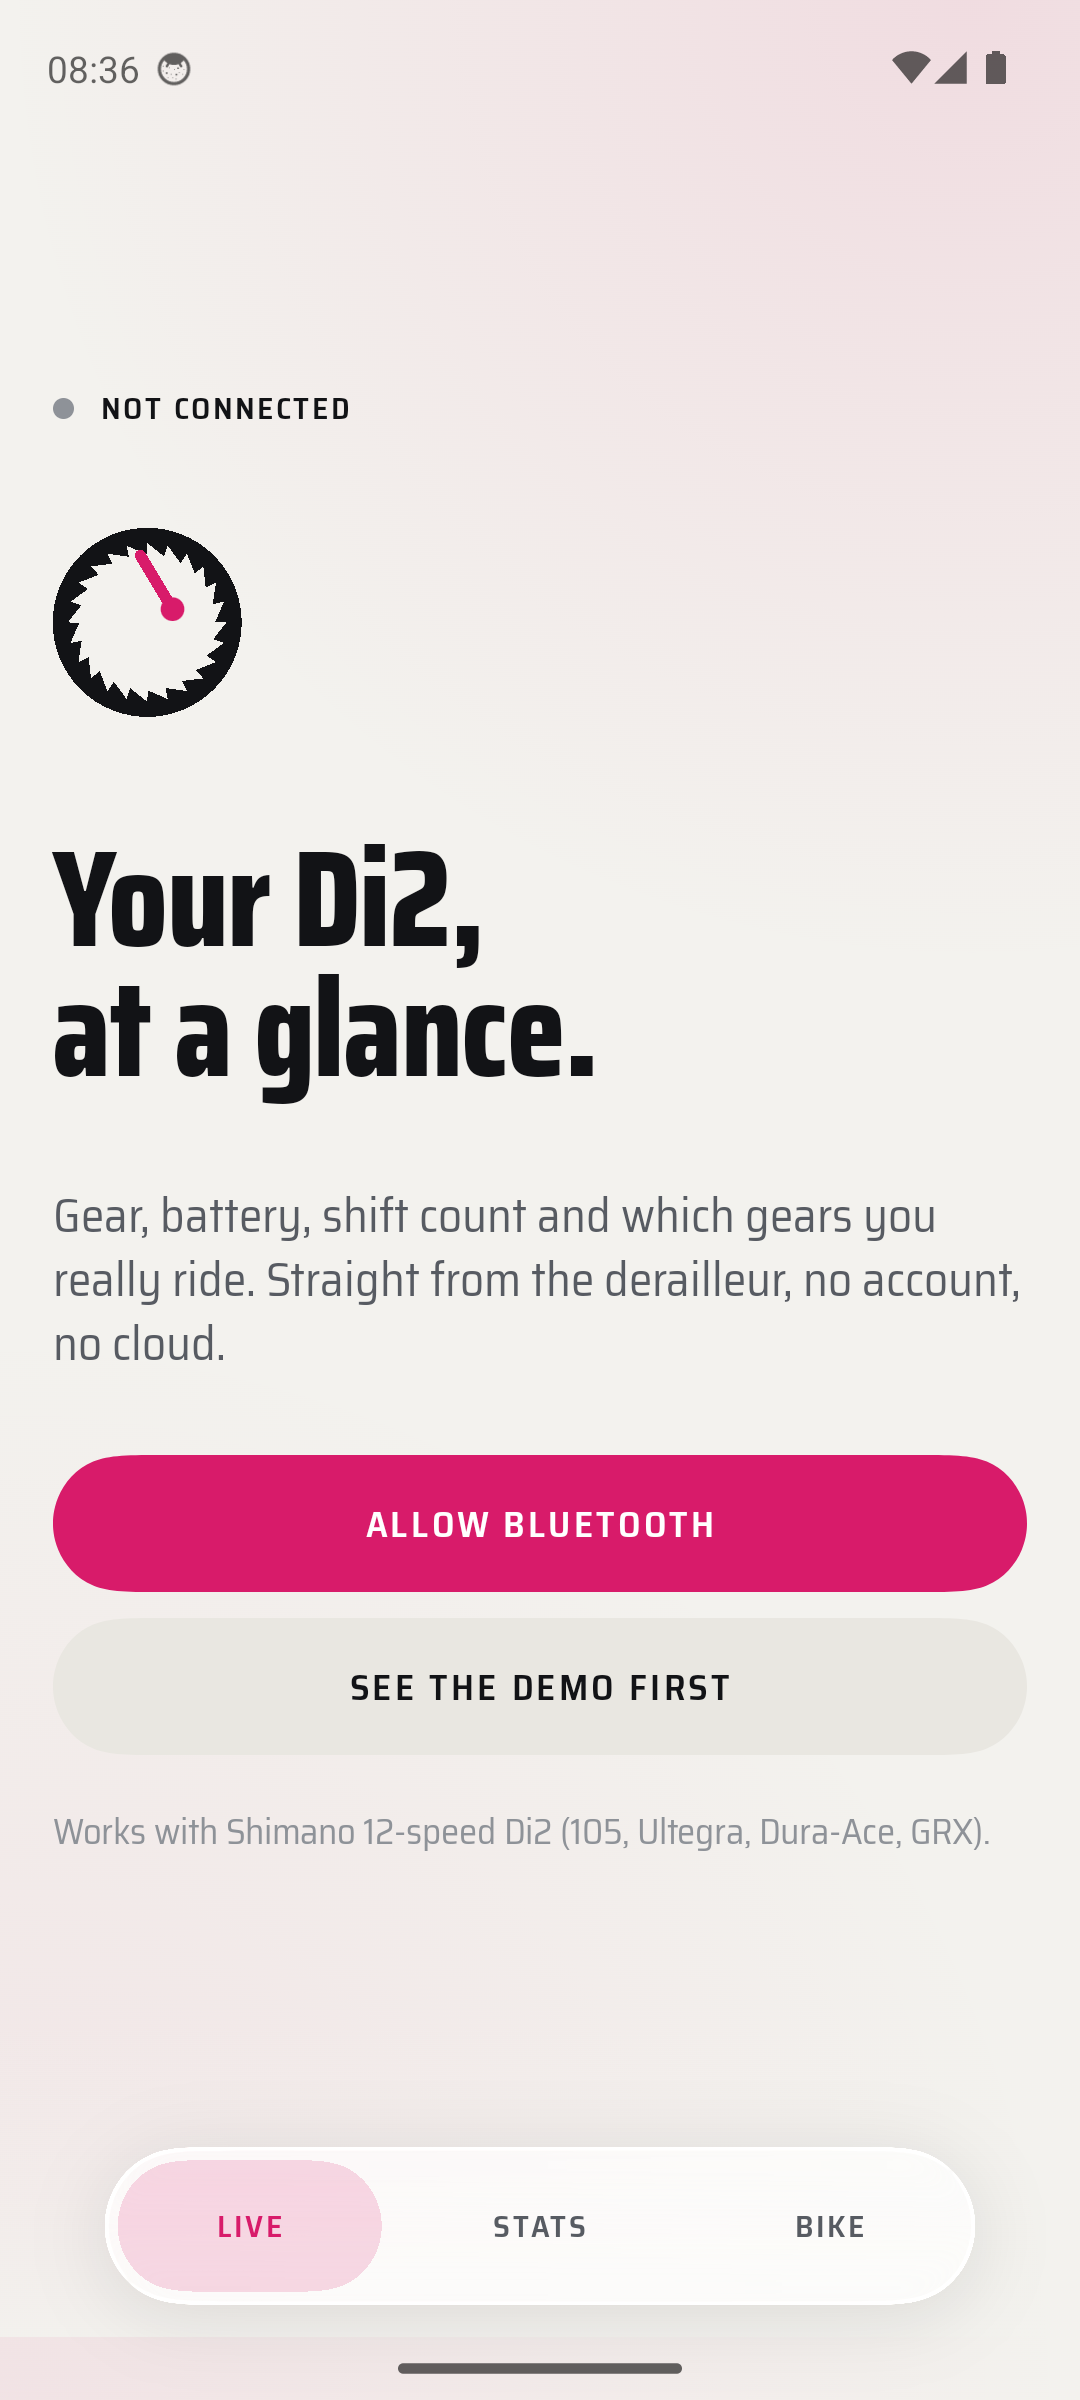 08:36
NOT CONNECTED
Your Di2,
at a glance.
Gear, battery, shift count and which gears you
really ride. Straight from the derailleur, no account,
no cloud.
ALLOW BLUETOOTH
SEE THE DEMO FIRST
Works with Shimano 12-speed Di2 (105, Ultegra, Dura-Ace, GRX).
LIVE
STATS
BIKE